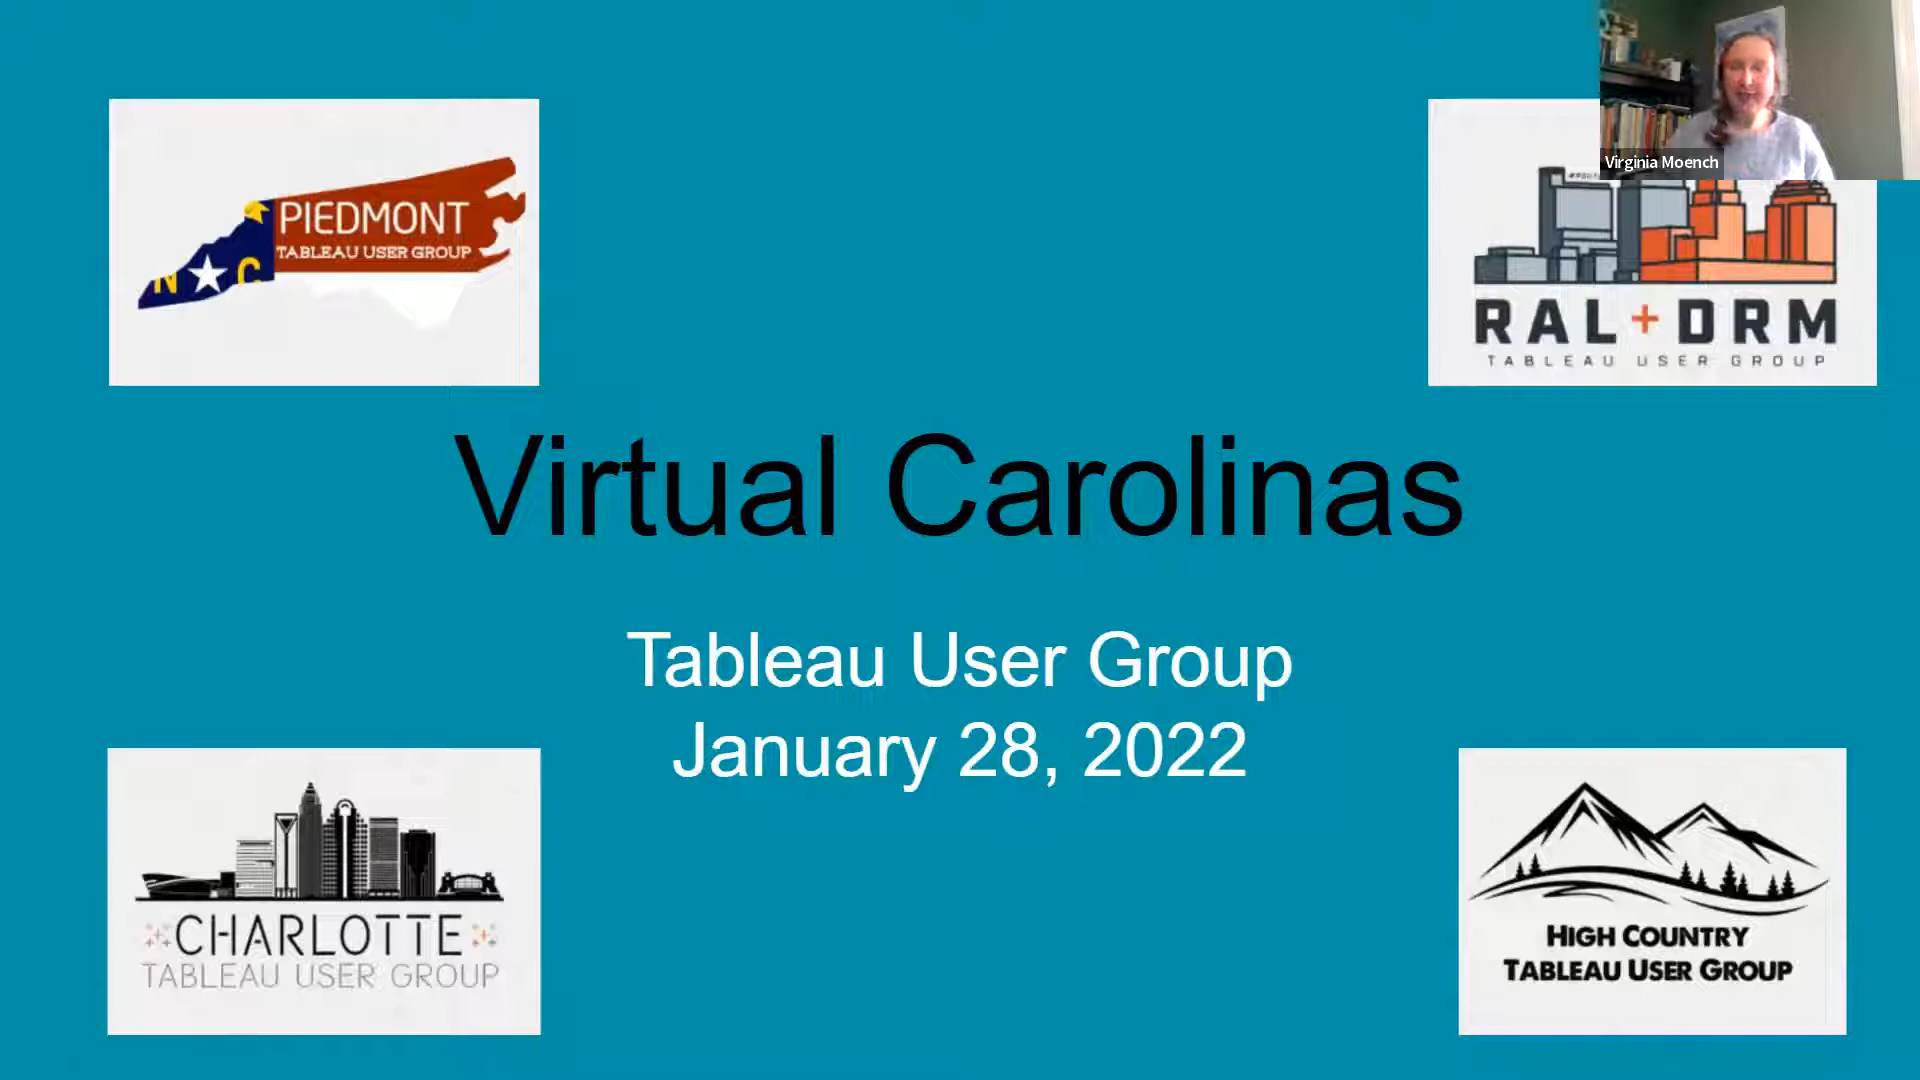 Virginia Moench
PIEDMONT
TABLEAU USER GROUP
N C
RAL+DRM
TABLEAU USER GROUP
Virtual Carolinas
Tableau User Group
January 28, 2022
CHARLOTTE
TABLEAU USER GROUP
HIGH COUNTRY
TABLEAU USER GROUP